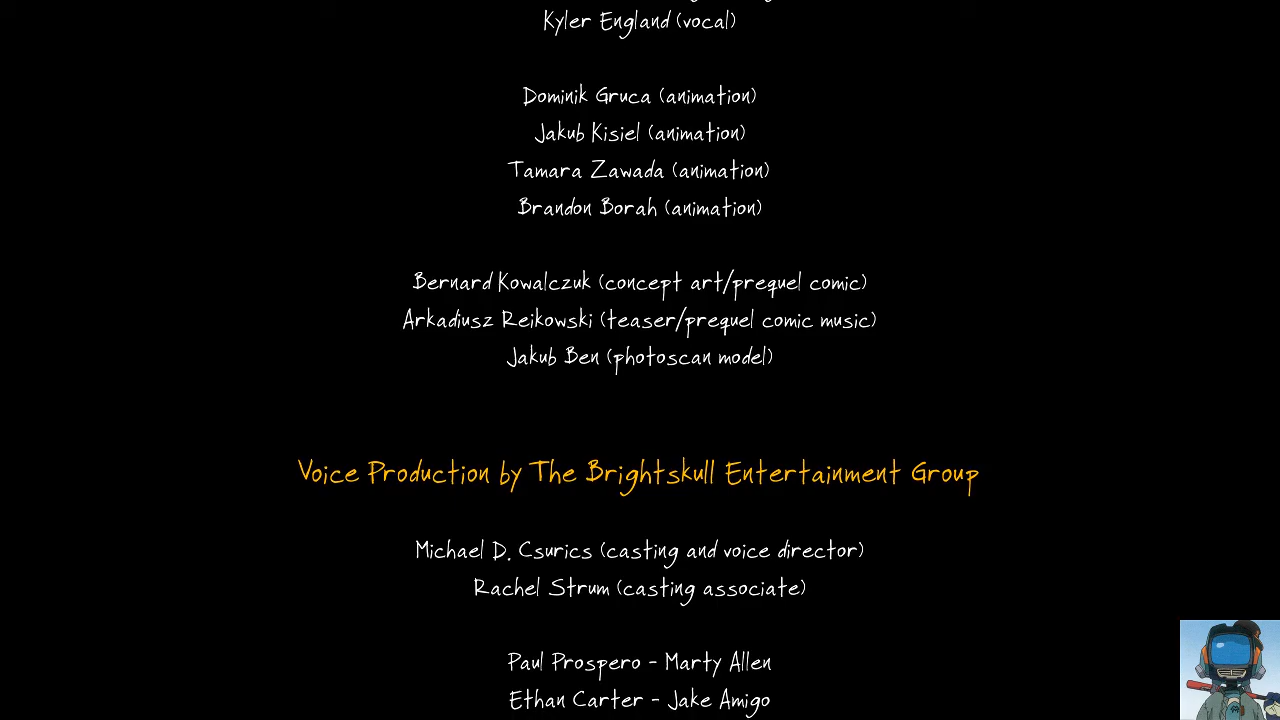 Kyler England (vocal)
Dominik Gruca (animation)
Jakub Kisiel (animation)
Tamara Zawada (animation)
Brandon Borah (animation)
Bernard Kowalczuk (concept art/prequel comic)
Arkadiusz Reikowski (teaser/prequel comic music)
Jakub Ben (photoscan model)
Voice Production by The Brightskull Entertainment Group
Michael D. Csurics (casting and voice director)
Rachel Strum (casting associate)
Paul Prospero - Marty Allen
Ethan Carter - Jake Amigo